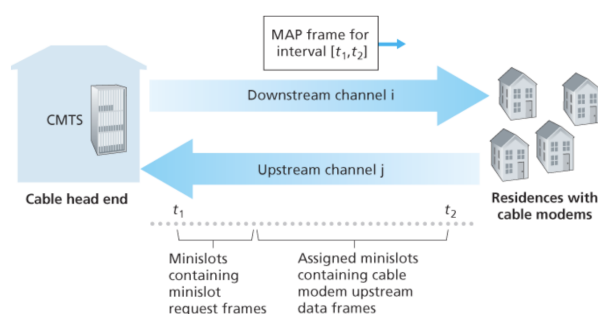 MAP frame for
interval [t₁,t₂]
Downstream channel i
CMTS
Upstream channel j
Cable head end
Residences with
cable modems
t₁
t₂
Minislots
containing
minislot
request frames
Assigned minislots
containing cable
modem upstream
data frames